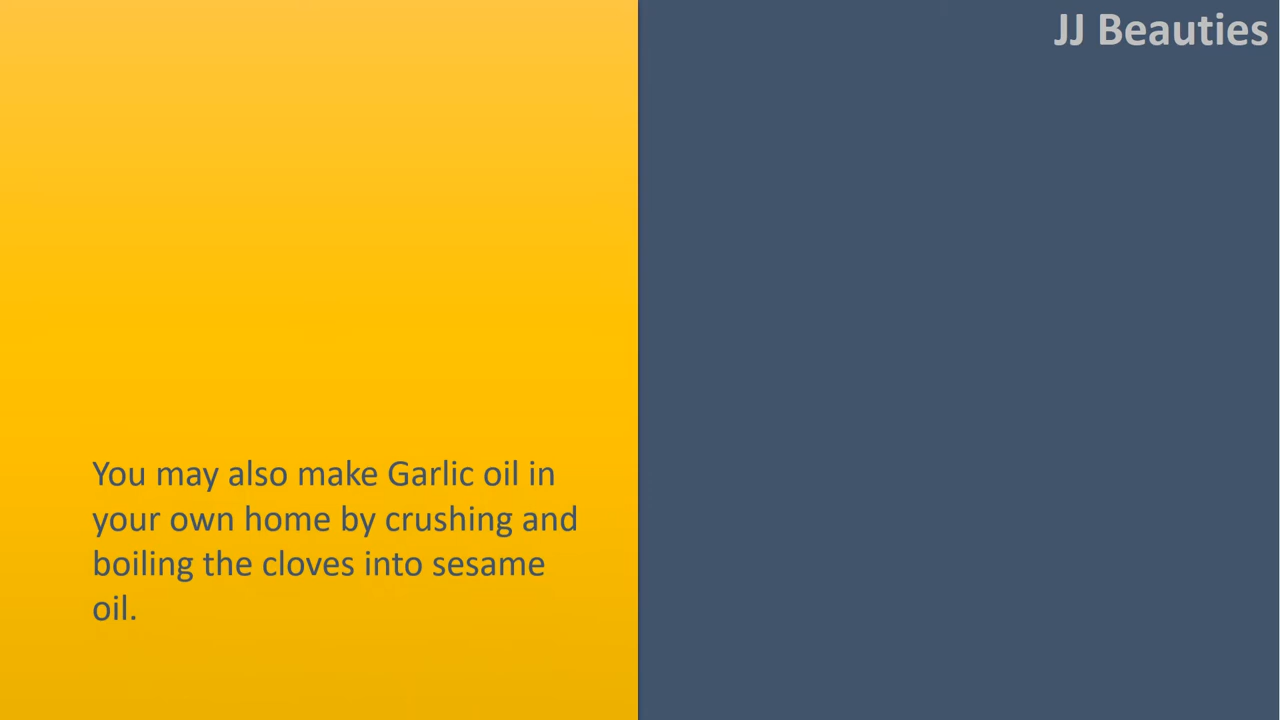 JJ Beauties
You may also make Garlic oil in
your own home by crushing and
boiling the cloves into sesame
oil.